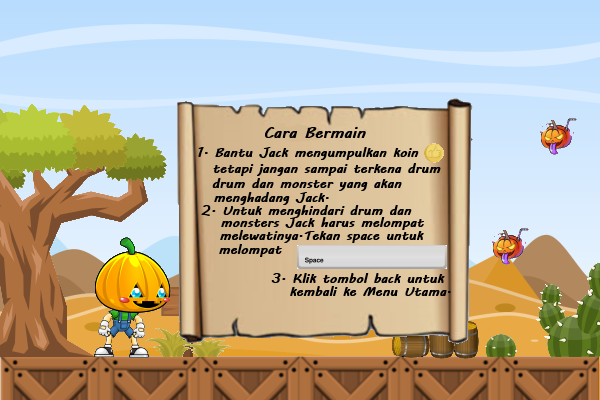 Cara Bermain
1. Bantu Jack mengumpulkan koin
tetapi jangan sampai terkena drum
drum dan monster yang akan
menghadang Jack.
2. Untuk menghindari drum dan
monsters Jack harus melompat
melewatinya.Tekan space untuk
melompat
Space
3. Klik tombol back untuk
kembali ke Menu Utama.